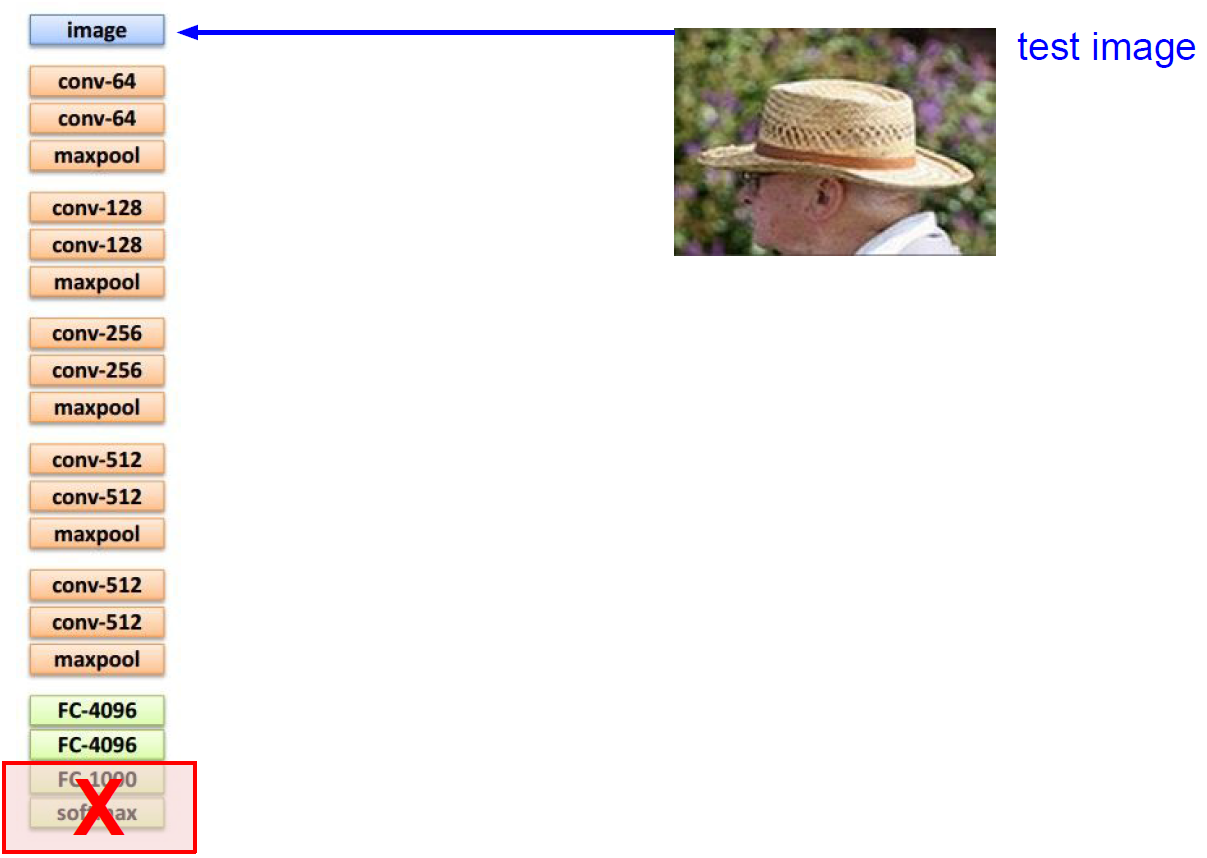 image
test image
conv-64
conv-64
maxpool
conv-128
conv-128
maxpool
conv-256
conv-256
maxpool
conv-512
conv-512
maxpool
conv-512
conv-512
maxpool
FC-4096
FC-4096
FC-1000
softmax
X